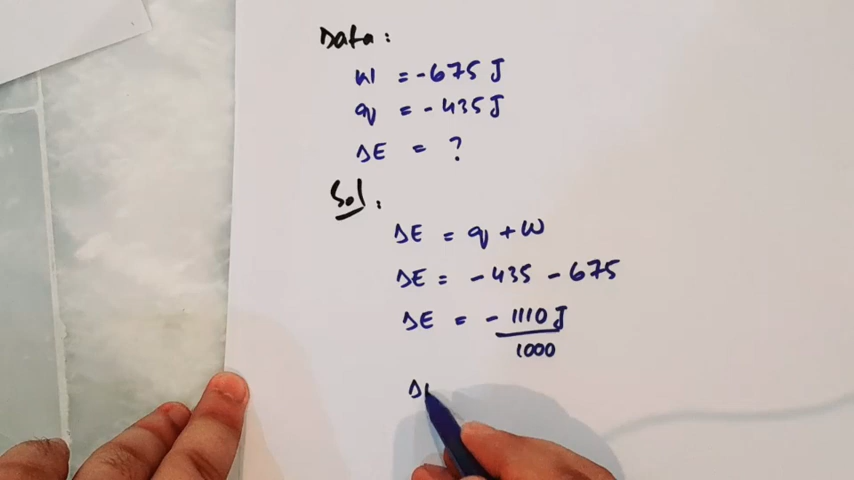 Data:
W = -675 J
q = -435 J
ΔE = ?
Sol:
ΔE = q + W
ΔE = -435 - 675
ΔE = - 1110 J
1000
Δ